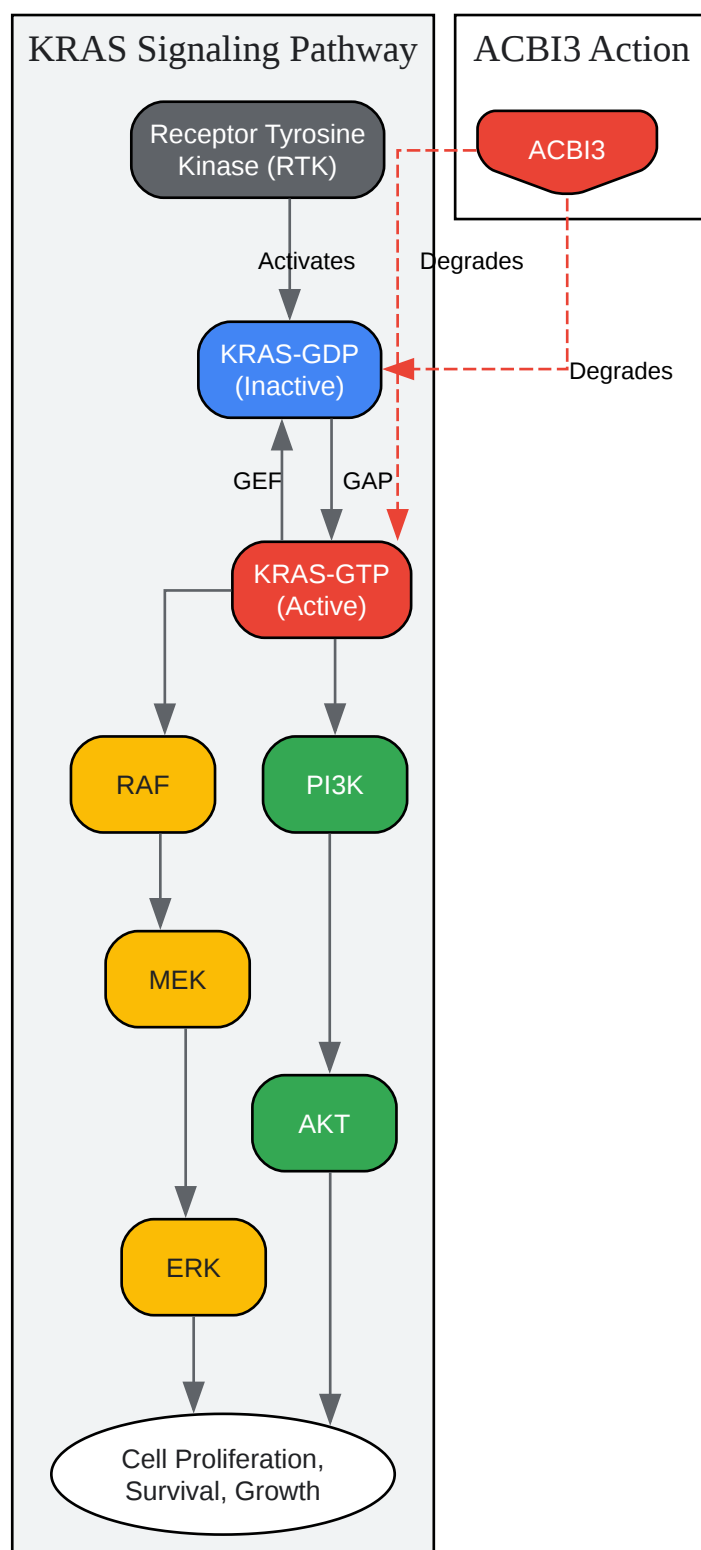 KRAS Signaling Pathway
ACBI3 Action
Receptor Tyrosine
Kinase (RTK)
ACBI3
Activates
Degrades
KRAS-GDP
(Inactive)
Degrades
GEF
GAP
KRAS-GTP
(Active)
RAF
PI3K
MEK
AKT
ERK
Cell Proliferation,
Survival, Growth